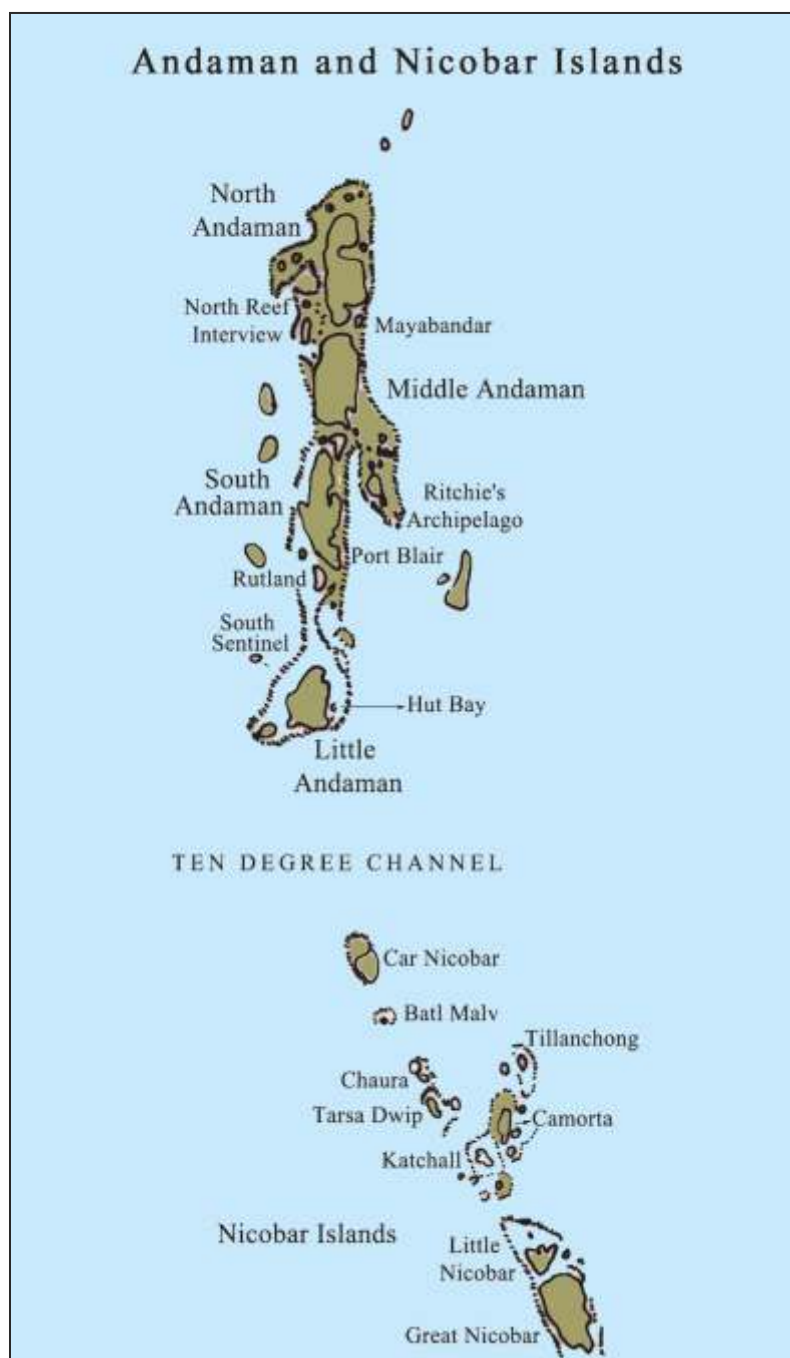 Andaman and Nicobar Islands
North
Andaman
North Reef
Interview
Mayabandar
Middle Andaman
South
Andaman
Ritchie's
Archipelago
Port Blair
Rutland
South
Sentinel
Hut Bay
Little
Andaman
TEN DEGREE CHANNEL
Car Nicobar
Batl Malv
Tillanchong
Chaura
Tarsa Dwip
Camorta
Katchall
Nicobar Islands
Little
Nicobar
Great Nicobar